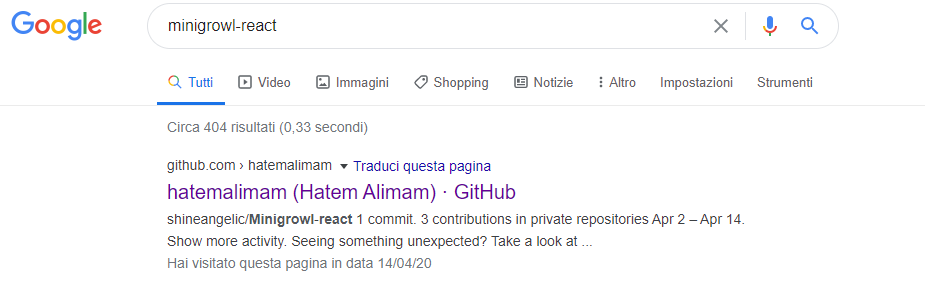 Google
minigrowl-react
Tutti Video Immagini Shopping Notizie Altro Impostazioni Strumenti
Circa 404 risultati (0,33 secondi)
github.com › hatemalimam Traduci questa pagina
hatemalimam (Hatem Alimam) · GitHub
shineangelic/Minigrowl-react 1 commit. 3 contributions in private repositories Apr 2 – Apr 14.
Show more activity. Seeing something unexpected? Take a look at ...
Hai visitato questa pagina in data 14/04/20